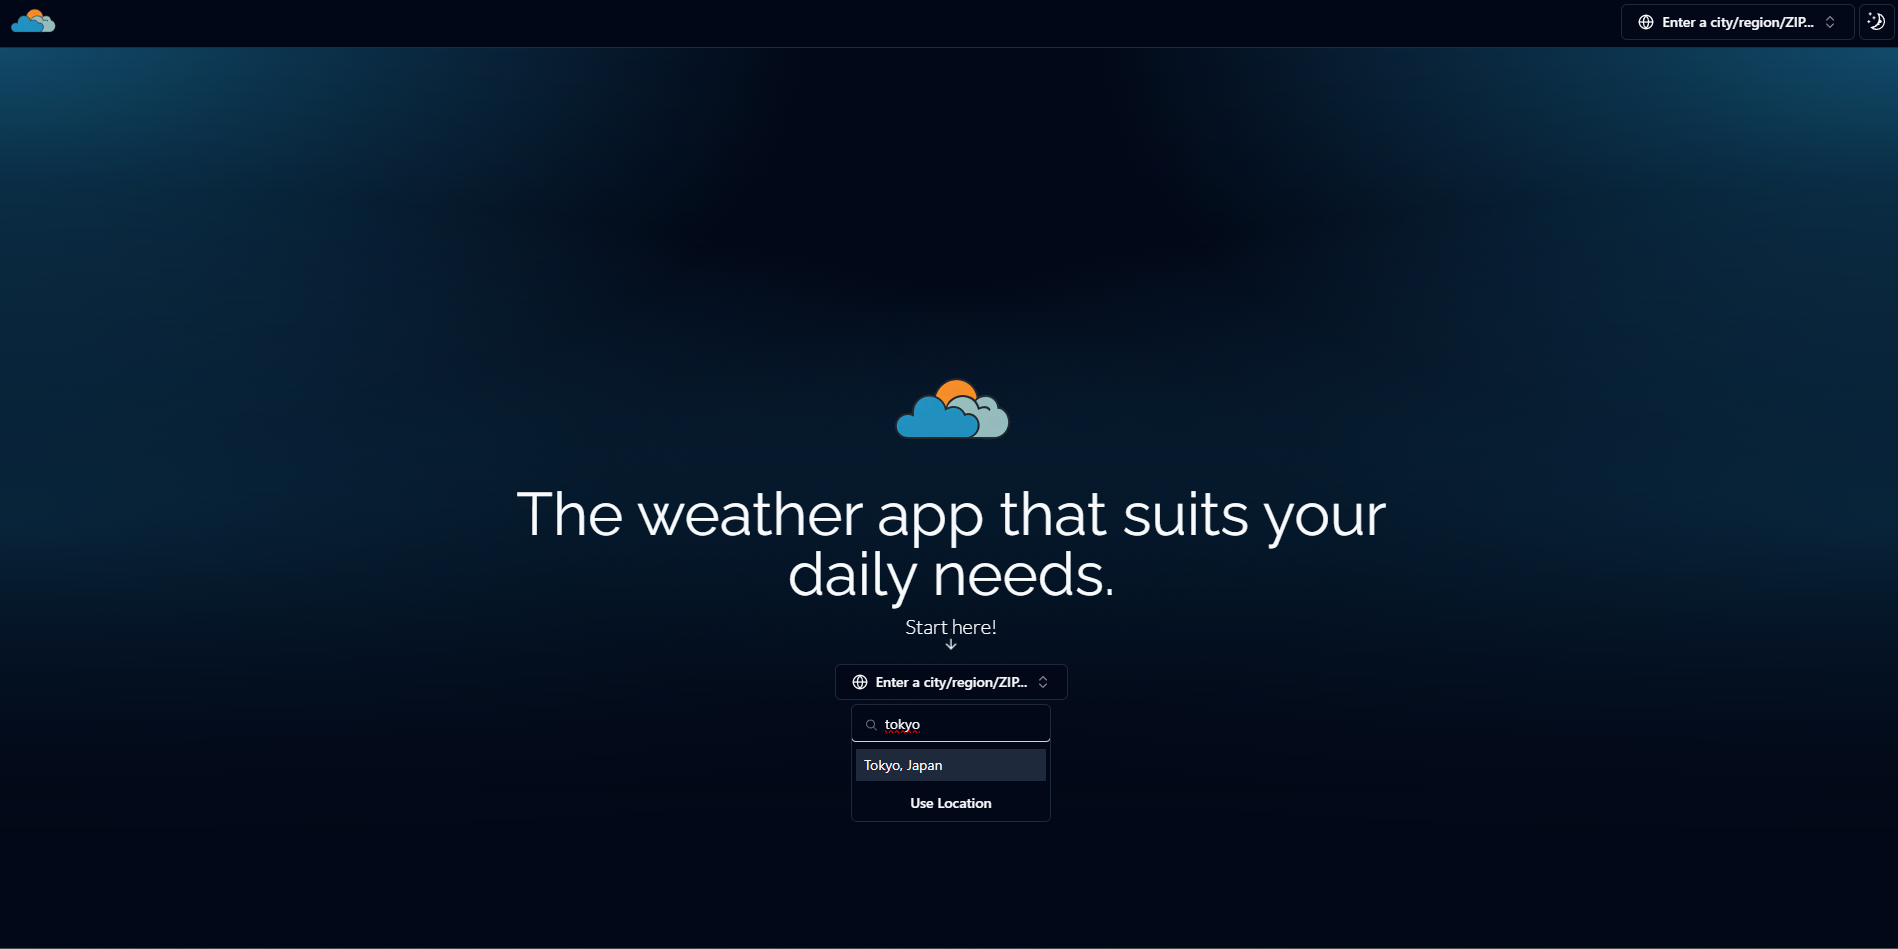 Enter a city/region/ZIP...
The weather app that suits your
daily needs.
Start here!
Enter a city/region/ZIP...
tokyo
Tokyo, Japan
Use Location